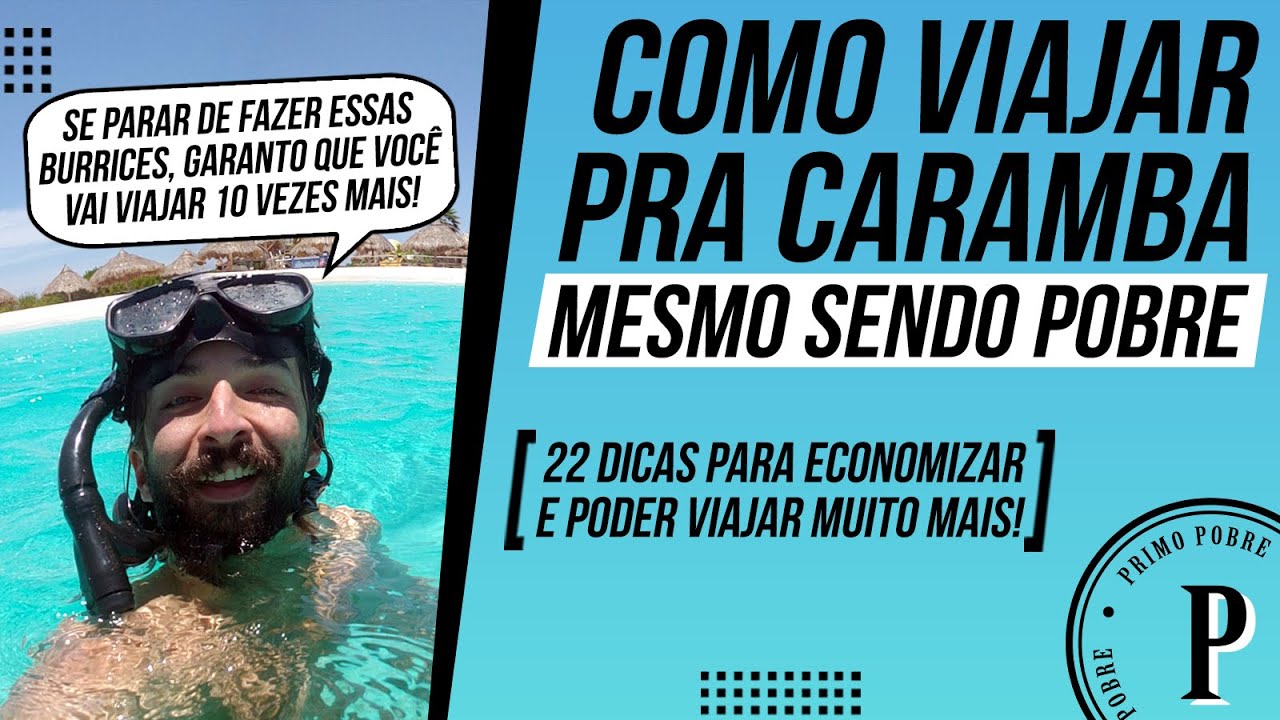 SE PARAR DE FAZER ESSAS
BURRICES, GARANTO QUE VOCÊ
VAI VIAJAR 10 VEZES MAIS!
COMO VIAJAR
PRA CARAMBA
MESMO SENDO POBRE
[22 DICAS PARA ECONOMIZAR
E PODER VIAJAR MUITO MAIS!]
• PRIMO POBRE
POBRE
P